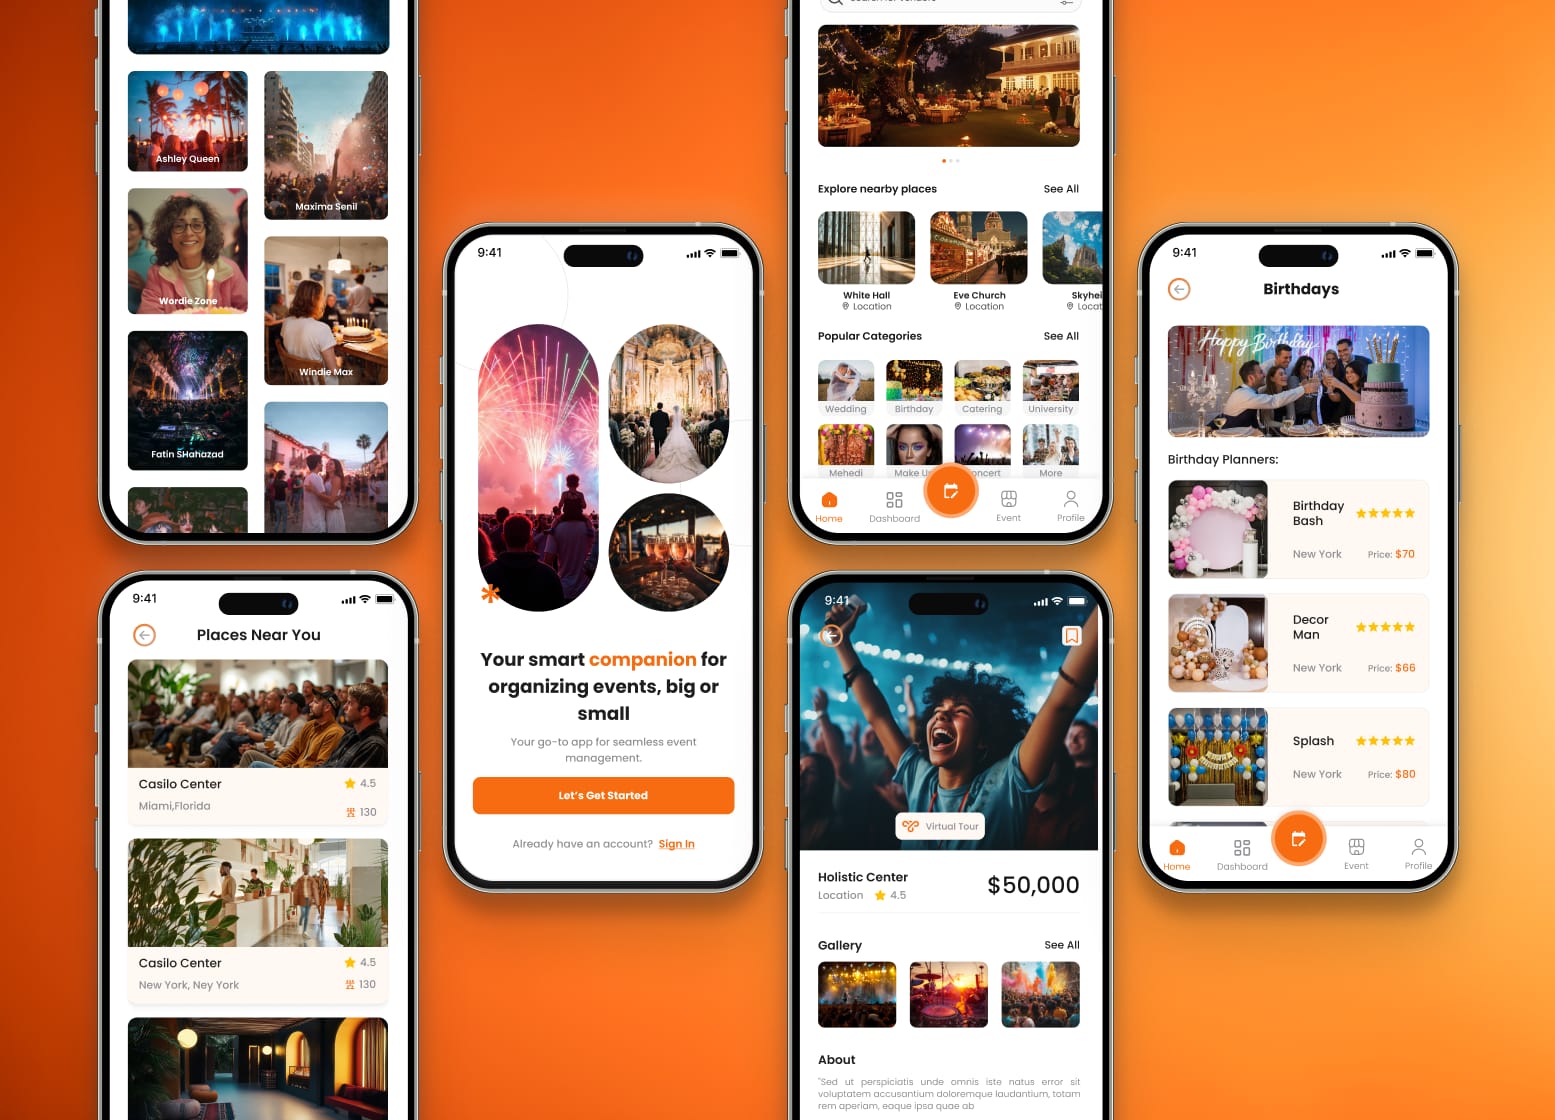 Ashley Queen
Maxima Senil
Wordie Zone
Windie Max
Fatin SHahazad
9:41
Places Near You
Casilo Center
4.5
Miami,Florida
130
Casilo Center
4.5
New York, Ney York
130
9:41
Your smart companion for
organizing events, big or
small
Your go-to app for seamless event
management.
Let's Get Started
Already have an account? Sign In
Explore nearby places
See All
White Hall
Location
Eve Church
Location
Skyhei
Locat
Popular Categories
See All
Wedding
Birthday
Catering
University
Mehedi
Make U
oncert
More
Home
Dashboard
Event
Profile
9:41
Virtual Tour
Holistic Center
Location
4.5
$50,000
Gallery
See All
About
"Sed ut perspiciatis unde omnis iste natus error sit
voluptatem accusantium doloremque laudantium, totam
rem aperiam, eaque ipsa quae ab
9:41
Birthdays
Happy Birthday
Birthday Planners:
Birthday
Bash
New York
Price: $70
Decor
Man
New York
Price: $66
Splash
New York
Price: $80
Home
Dashboard
Event
Profile